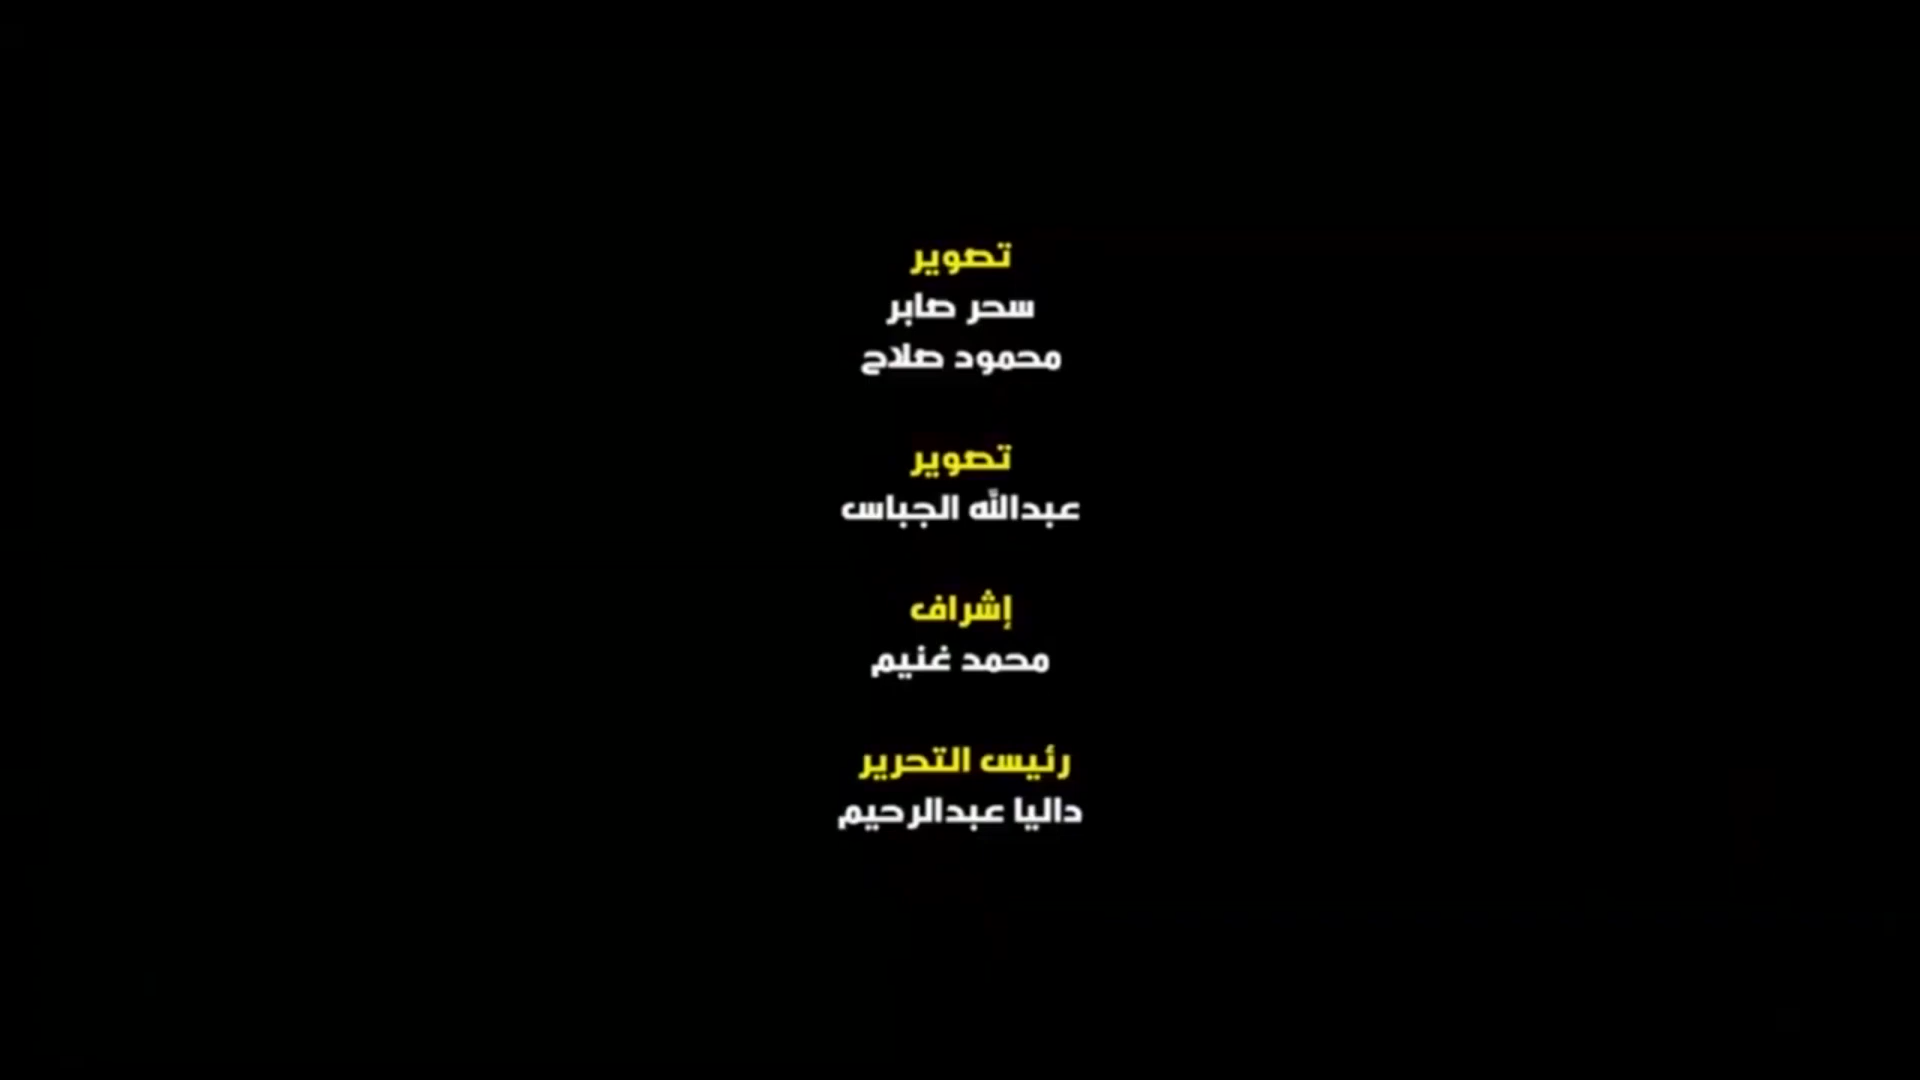 تصوير
سحر صابر
محمود صلاح
تصوير
عبدالله الجباس
إشراف
محمد غنيم
رئيس التحرير
داليا عبدالرحيم